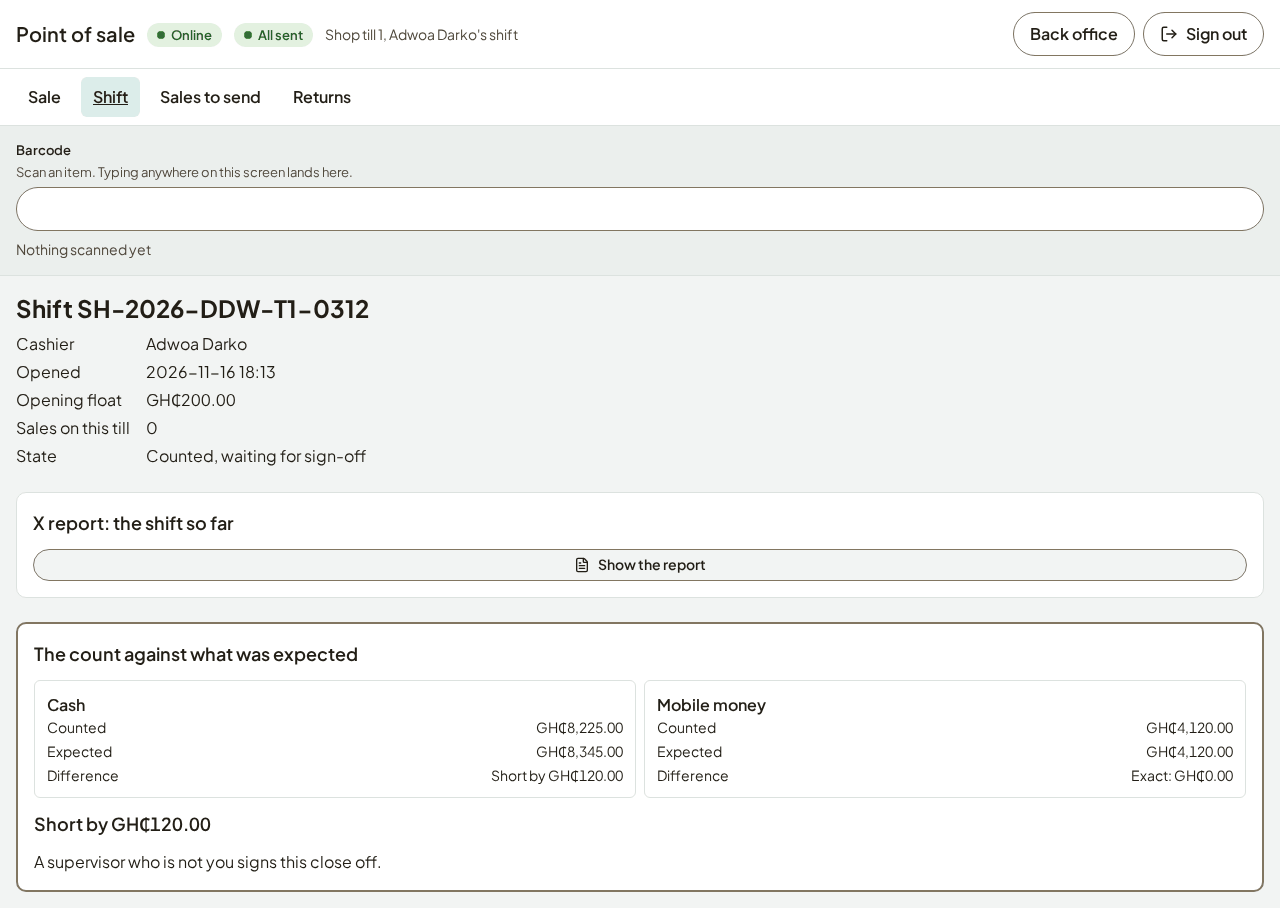 Point of sale
Online
All sent
Shop till 1, Adwoa Darko's shift
Back office
Sign out
Sale
Shift
Sales to send
Returns
Barcode
Scan an item. Typing anywhere on this screen lands here.
Nothing scanned yet
Shift SH-2026-DDW-T1-0312
Cashier Adwoa Darko
Opened 2026-11-16 18:13
Opening float GH₵200.00
Sales on this till 0
State Counted, waiting for sign-off
X report: the shift so far
Show the report
The count against what was expected
Cash
Counted GH₵8,225.00
Expected GH₵8,345.00
Difference Short by GH₵120.00
Mobile money
Counted GH₵4,120.00
Expected GH₵4,120.00
Difference Exact: GH₵0.00
Short by GH₵120.00
A supervisor who is not you signs this close off.